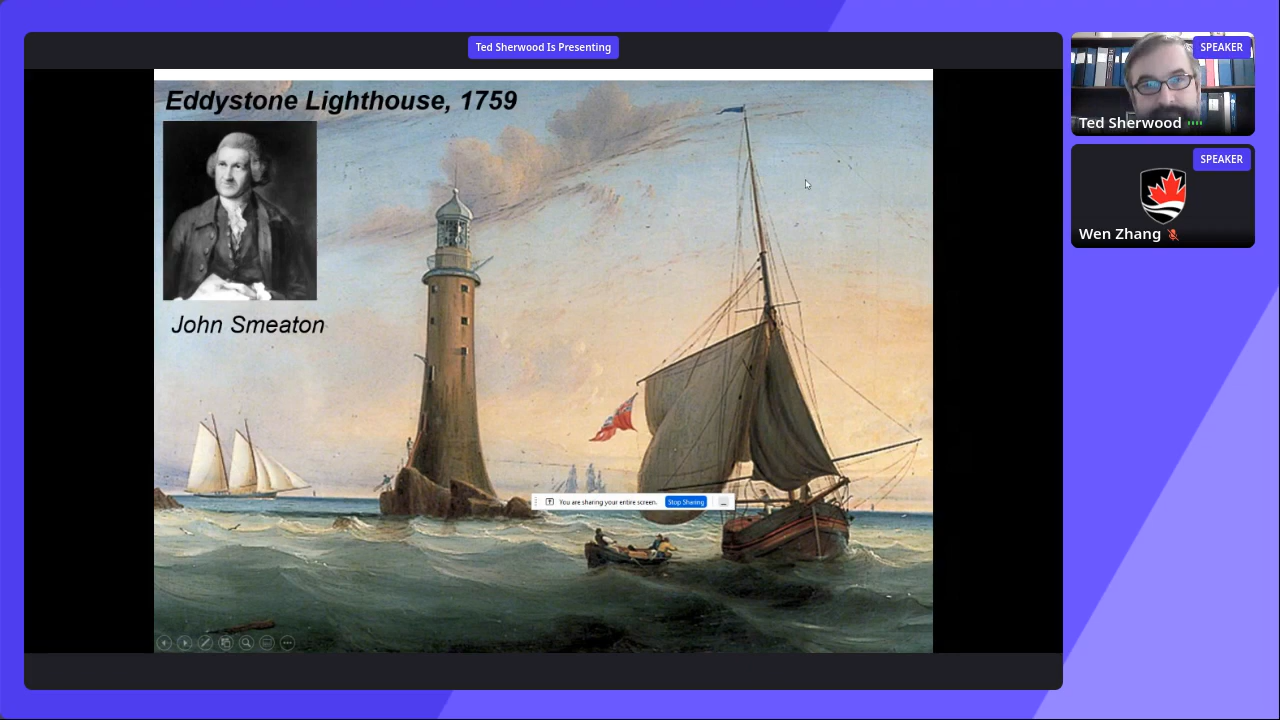 Ted Sherwood Is Presenting
Eddystone Lighthouse, 1759
John Smeaton
You are sharing your entire screen.
Stop Sharing
SPEAKER
Ted Sherwood
SPEAKER
Wen Zhang